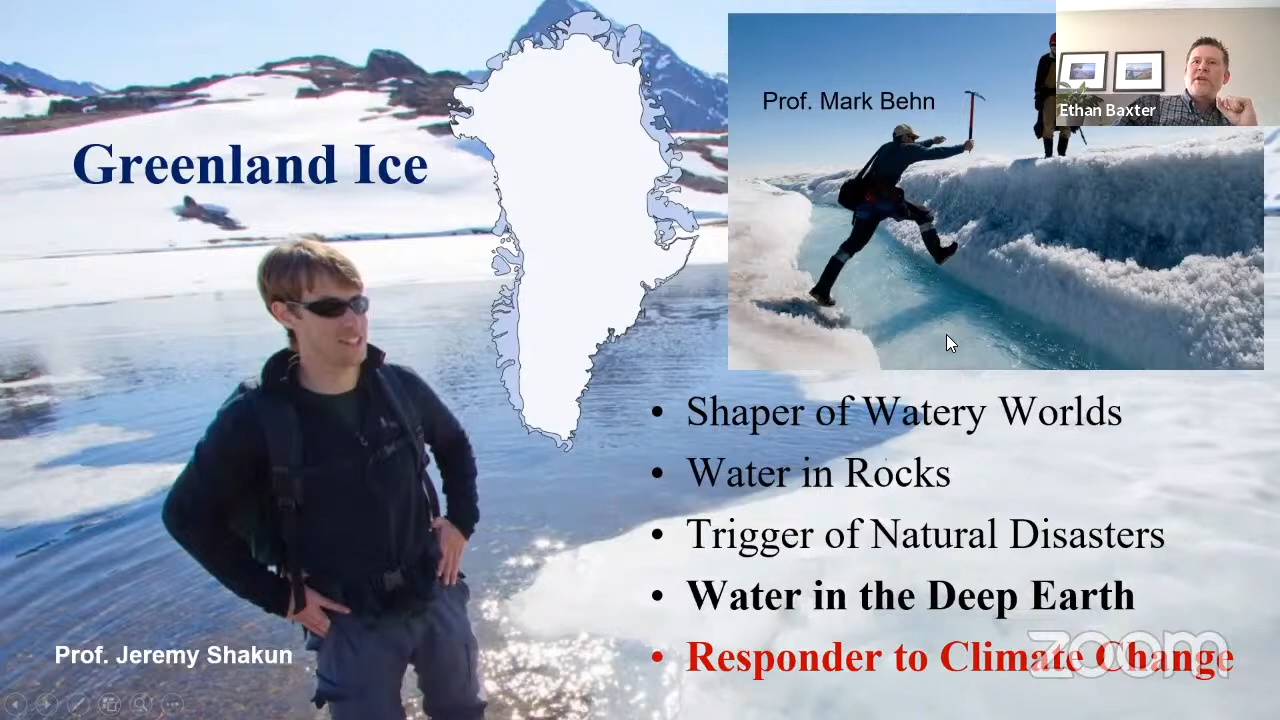 Greenland Ice
Prof. Mark Behn
Ethan Baxter
• Shaper of Watery Worlds
• Water in Rocks
• Trigger of Natural Disasters
• Water in the Deep Earth
• Responder to Climate Change
Prof. Jeremy Shakun
zoom